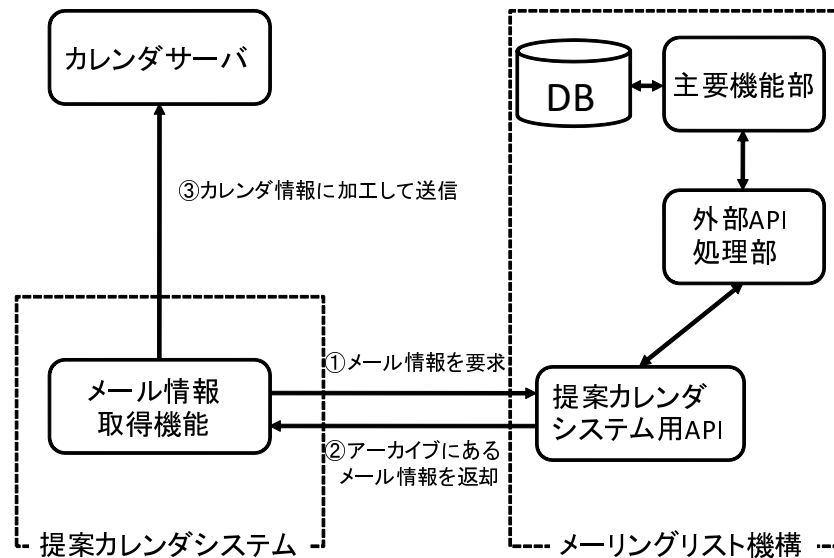 カレンダサーバ
DB
主要機能部
③カレンダ情報に加工して送信
外部API
処理部
メール情報
取得機能
①メール情報を要求
②アーカイブにある
メール情報を返却
提案カレンダ
システム用API
提案カレンダシステム
メーリングリスト機構